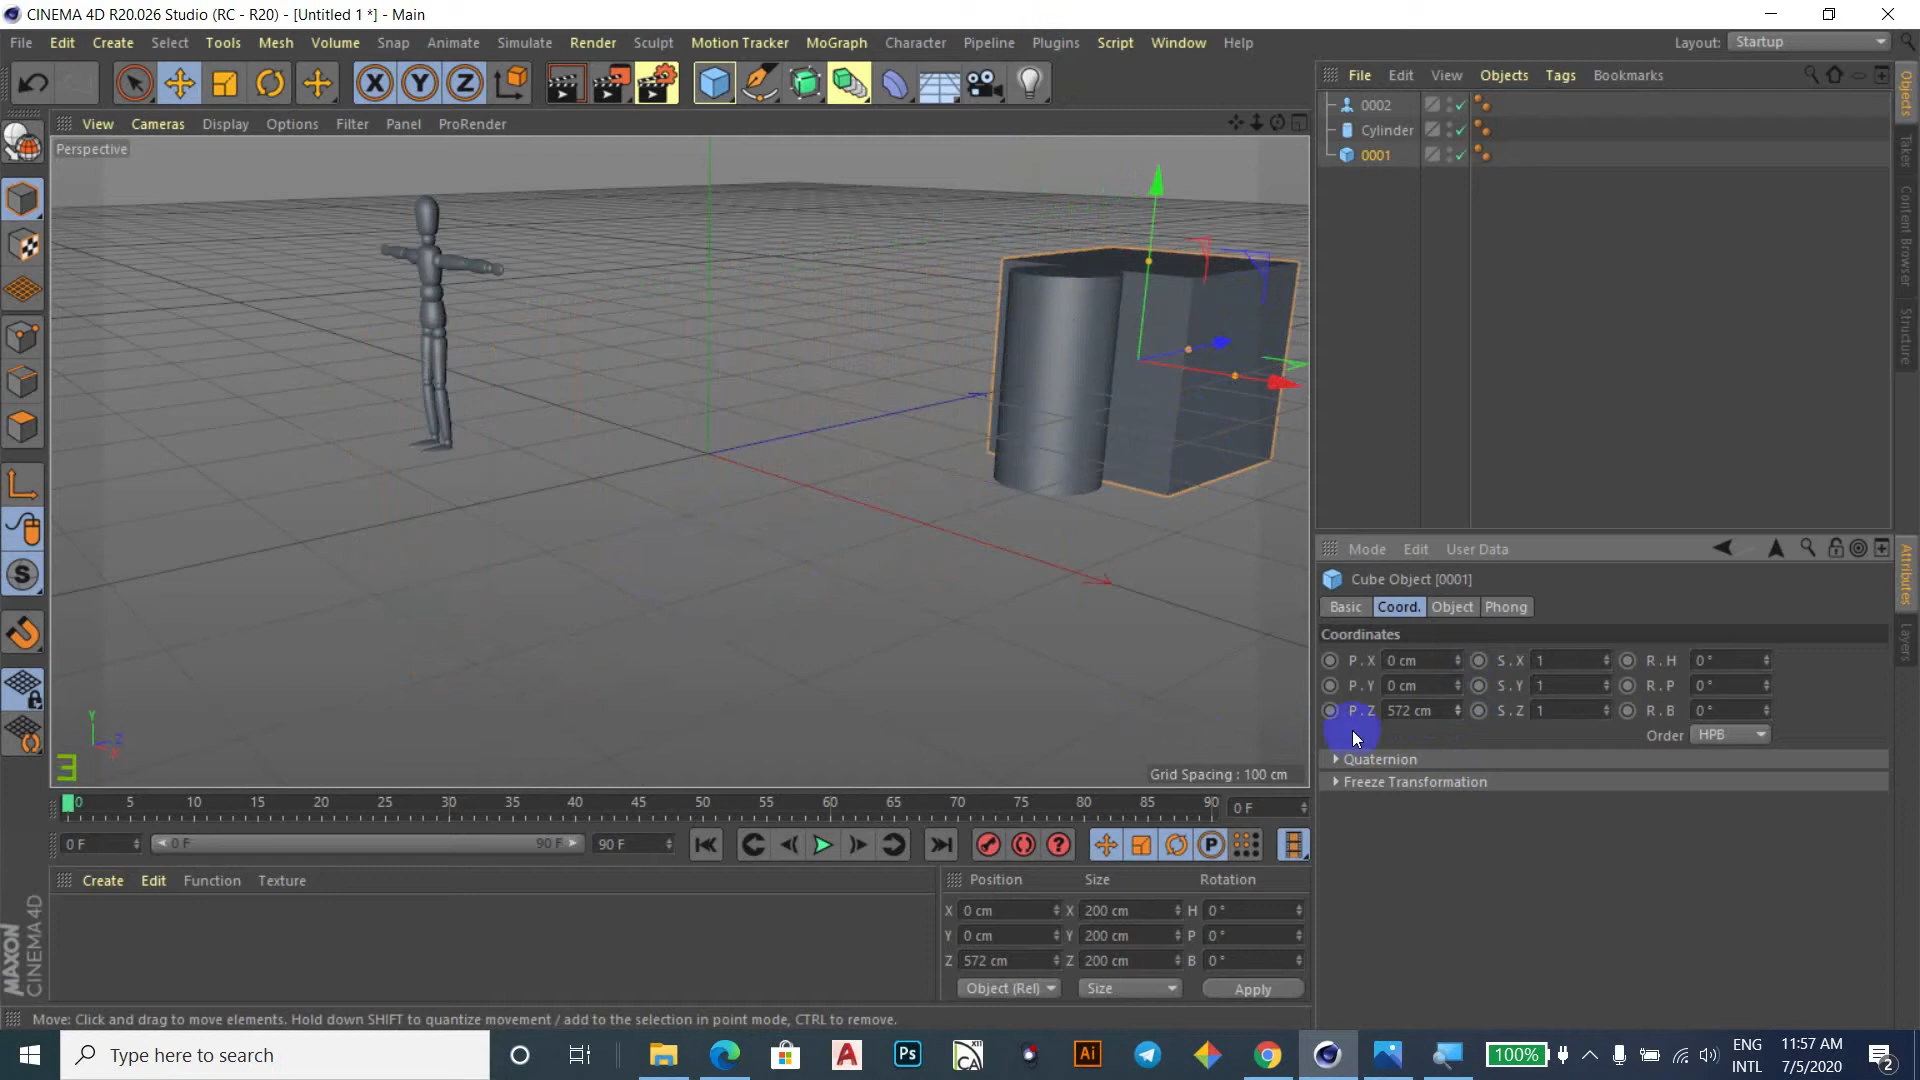 CINEMA 4D R20.026 Studio (RC - R20) - [Untitled 1 *] - Main
File Edit Create Select Tools Mesh Volume Snap Animate Simulate Render Sculpt Motion Tracker MoGraph Character Pipeline Plugins Script Window Help Layout: Startup
File Edit View Objects Tags Bookmarks
View Cameras Display Options Filter Panel ProRender
Perspective
0002
Cylinder
0001
Objects
Takes
Content Browser
Structure
Mode Edit User Data
Cube Object [0001]
Basic Coord. Object Phong
Coordinates
P . X 0 cm S . X 1 R . H 0 °
P . Y 0 cm S . Y 1 R . P 0 °
P . Z 572 cm S . Z 1 R . B 0 °
Order HPB
Quaternion
Freeze Transformation
Attributes
Layers
Y
Z
X
Grid Spacing : 100 cm
0 5 10 15 20 25 30 35 40 45 50 55 60 65 70 75 80 85 90 0 F
0 F 0 F 90 F 90 F
Create Edit Function Texture
Position Size Rotation
X 0 cm X 200 cm H 0 °
Y 0 cm Y 200 cm P 0 °
Z 572 cm Z 200 cm B 0 °
Object (Rel) Size Apply
MAXON
CINEMA 4D
Move: Click and drag to move elements. Hold down SHIFT to quantize movement / add to the selection in point mode, CTRL to remove.
Type here to search
100%
ENG
INTL
11:57 AM
7/5/2020
2